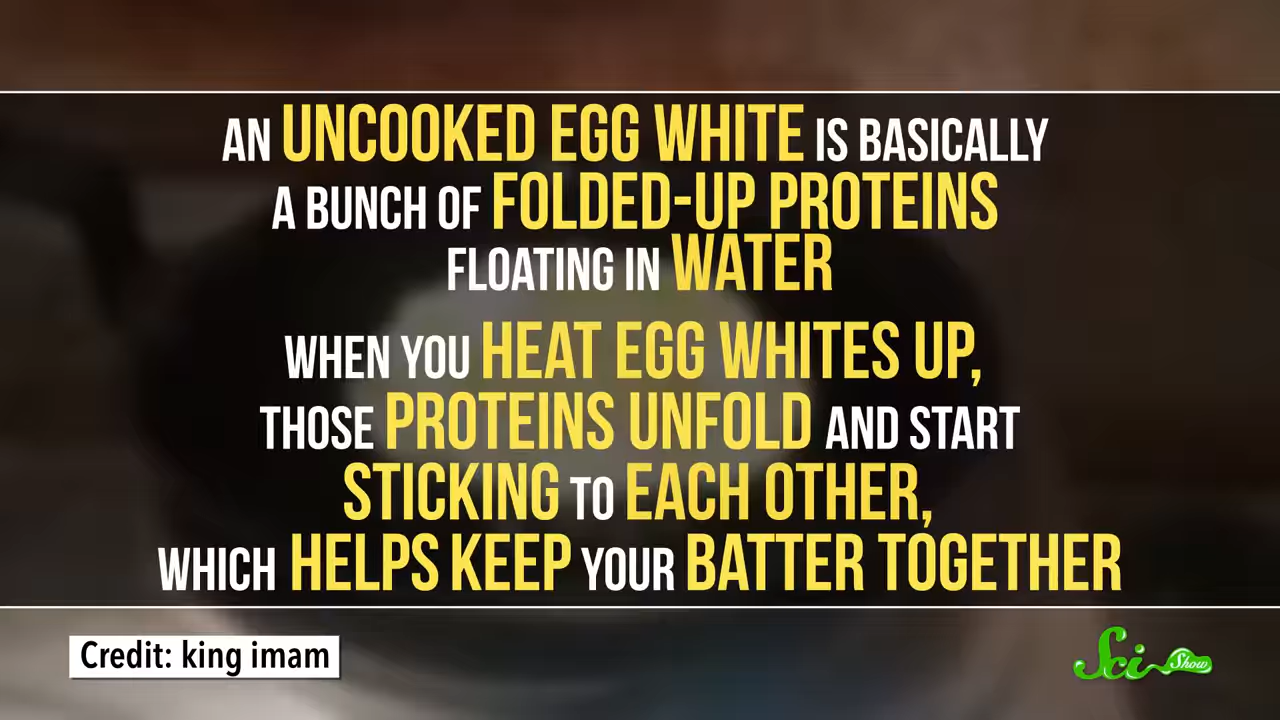 AN UNCOOKED EGG WHITE IS BASICALLY
A BUNCH OF FOLDED-UP PROTEINS
FLOATING IN WATER
WHEN YOU HEAT EGG WHITES UP,
THOSE PROTEINS UNFOLD AND START
STICKING TO EACH OTHER,
WHICH HELPS KEEP YOUR BATTER TOGETHER
Credit: king imam
Sci Show